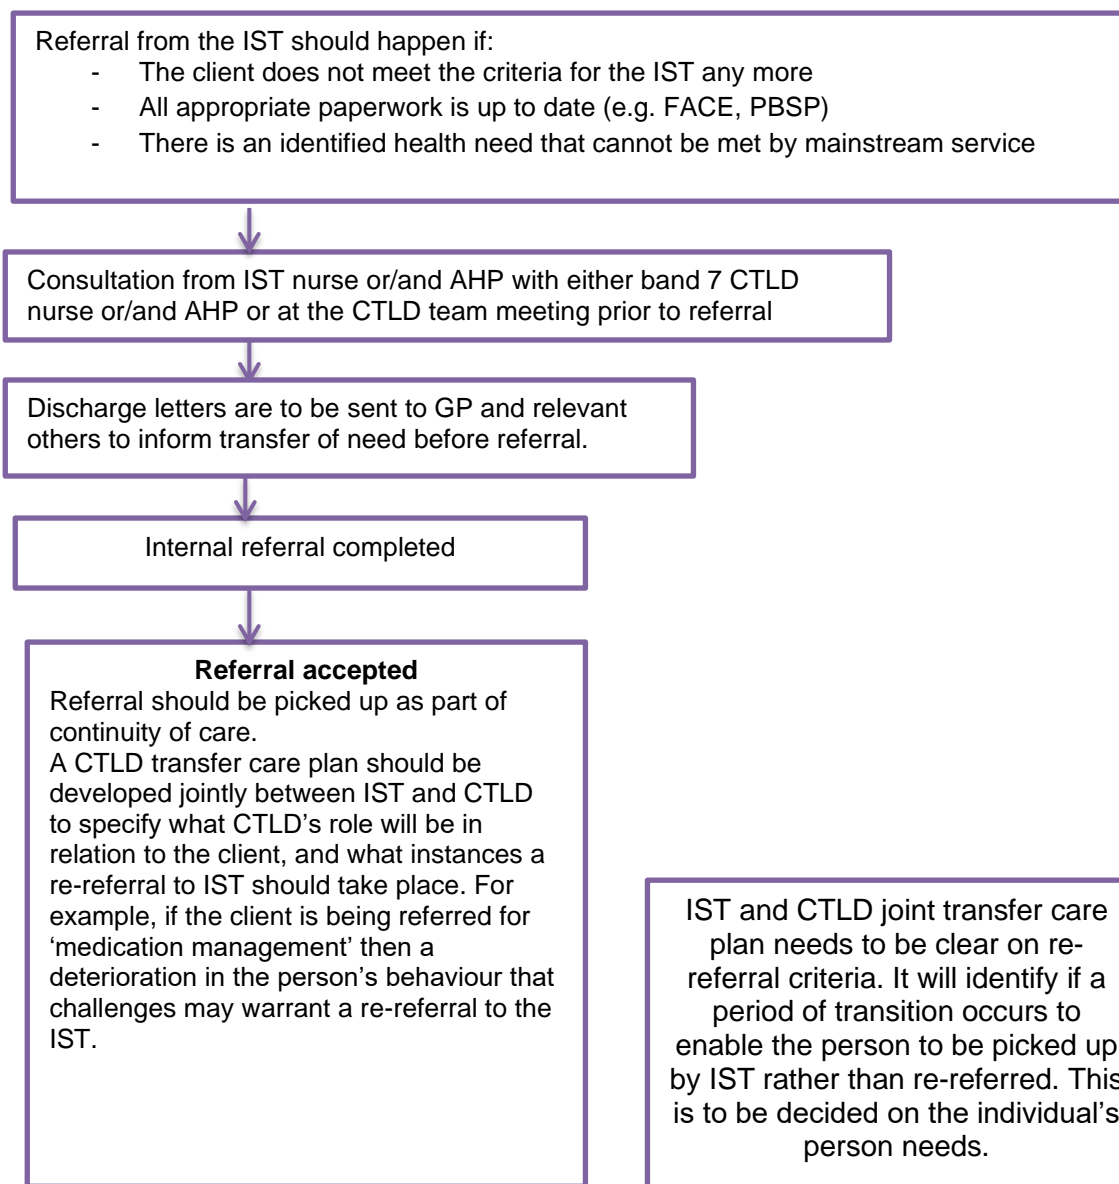 Referral from the IST should happen if:
- The client does not meet the criteria for the IST any more
- All appropriate paperwork is up to date (e.g. FACE, PBSP)
- There is an identified health need that cannot be met by mainstream service
Consultation from IST nurse or/and AHP with either band 7 CTLD
nurse or/and AHP or at the CTLD team meeting prior to referral
Discharge letters are to be sent to GP and relevant
others to inform transfer of need before referral.
Internal referral completed
Referral accepted
Referral should be picked up as part of
continuity of care.
A CTLD transfer care plan should be
developed jointly between IST and CTLD
to specify what CTLD’s role will be in
relation to the client, and what instances a
re-referral to IST should take place. For
example, if the client is being referred for
‘medication management’ then a
deterioration in the person’s behaviour that
challenges may warrant a re-referral to the
IST.
IST and CTLD joint transfer care
plan needs to be clear on re-
referral criteria. It will identify if a
period of transition occurs to
enable the person to be picked up
by IST rather than re-referred. This
is to be decided on the individual’s
person needs.